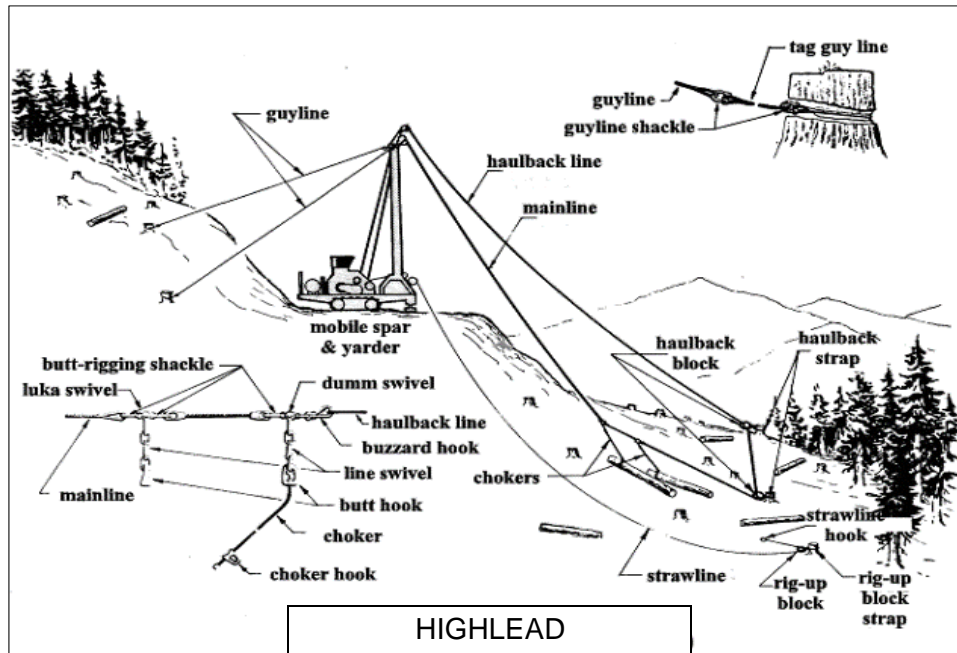 tag guy line
guyline
guyline shackle
guyline
haulback line
mainline
mobile spar
& yarder
haulback
block
haulback
strap
butt-rigging shackle
luka swivel
dumm swivel
haulback line
buzzard hook
line swivel
mainline
butt hook
choker
choker hook
chokers
strawline
hook
strawline
rig-up
block
rig-up
block
strap
HIGHLEAD